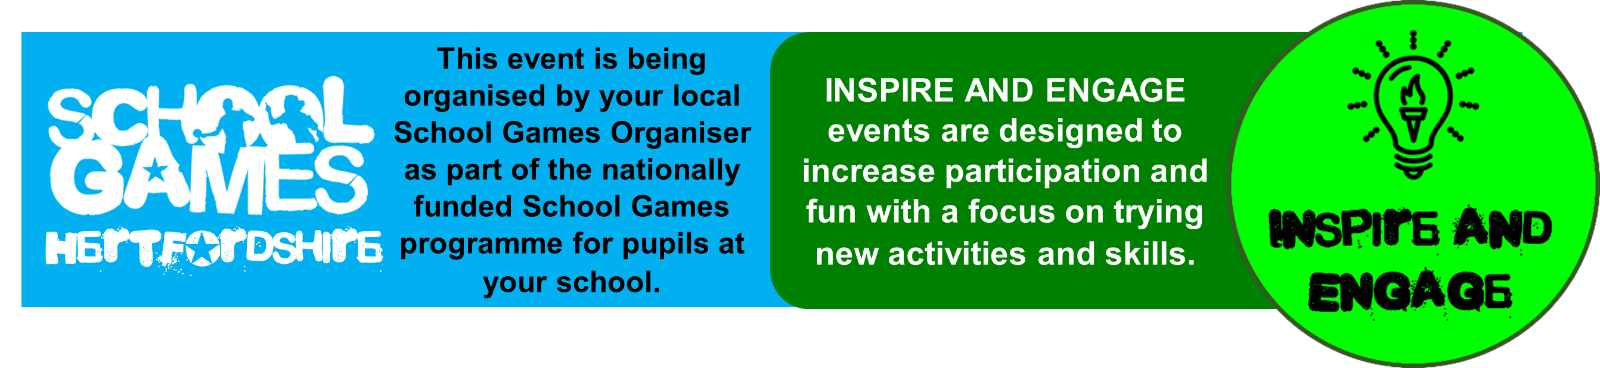 SCHOOL
GAMES
HERTFORDSHIRE
This event is being
organised by your local
School Games Organiser
as part of the nationally
funded School Games
programme for pupils at
your school.
INSPIRE AND ENGAGE
events are designed to
increase participation and
fun with a focus on trying
new activities and skills.
INSPIRE AND
ENGAGE